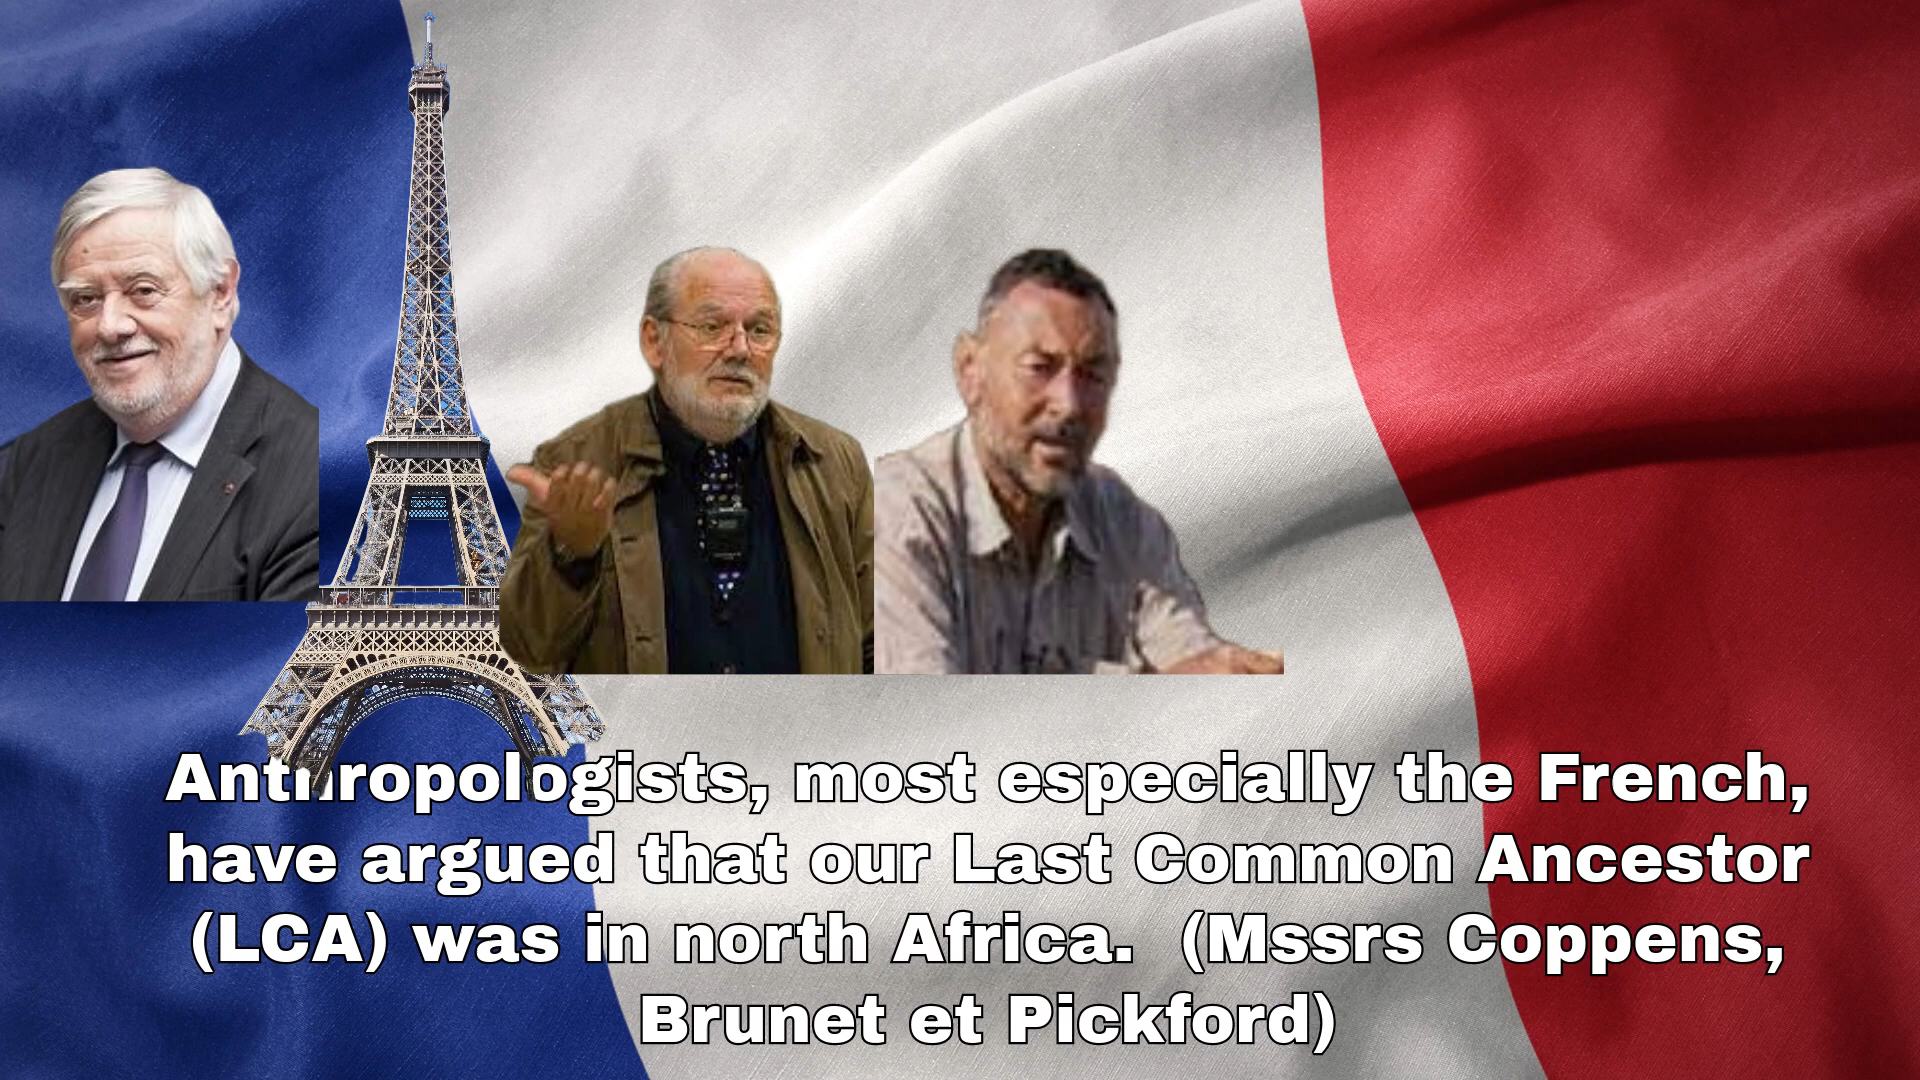 Anthropologists, most especially the French,
have argued that our Last Common Ancestor
(LCA) was in north Africa.  (Mssrs Coppens,
Brunet et Pickford)